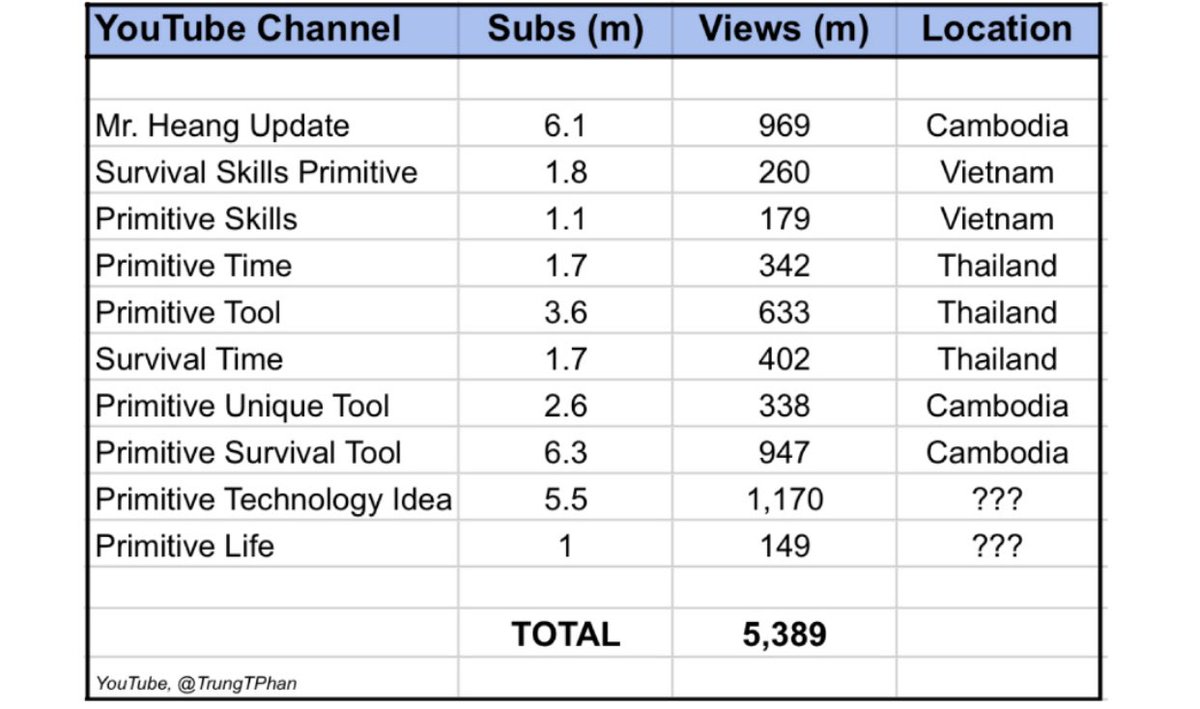 YouTube Channel Subs (m) Views (m) Location
Mr. Heang Update 6.1 969 Cambodia
Survival Skills Primitive 1.8 260 Vietnam
Primitive Skills 1.1 179 Vietnam
Primitive Time 1.7 342 Thailand
Primitive Tool 3.6 633 Thailand
Survival Time 1.7 402 Thailand
Primitive Unique Tool 2.6 338 Cambodia
Primitive Survival Tool 6.3 947 Cambodia
Primitive Technology Idea 5.5 1,170 ???
Primitive Life 1 149 ???
TOTAL 5,389
YouTube, @TrungTPhan